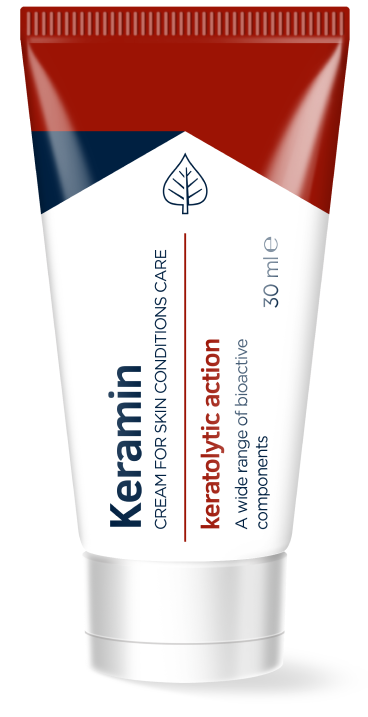 Keramin
CREAM FOR SKIN CONDITIONS CARE
keratolytic action
A wide range of bioactive
components
30 ml ℮